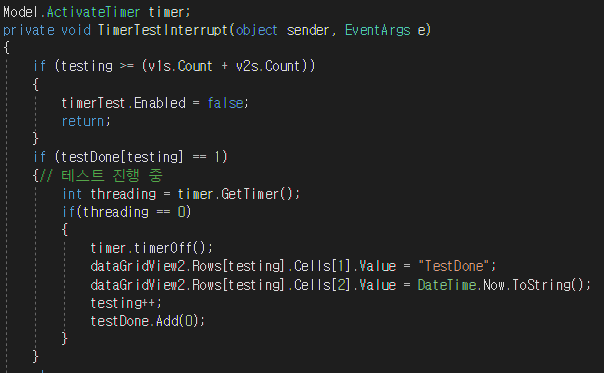 Model.ActivateTimer timer;
private void TimerTestInterrupt(object sender, EventArgs e)
{
if (testing >= (v1s.Count + v2s.Count))
{
timerTest.Enabled = false;
return;
}
if (testDone[testing] == 1)
{// 테스트 진행 중
int threading = timer.GetTimer();
if(threading == 0)
{
timer.timerOff();
dataGridView2.Rows[testing].Cells[1].Value = "TestDone";
dataGridView2.Rows[testing].Cells[2].Value = DateTime.Now.ToString();
testing++;
testDone.Add(0);
}
}